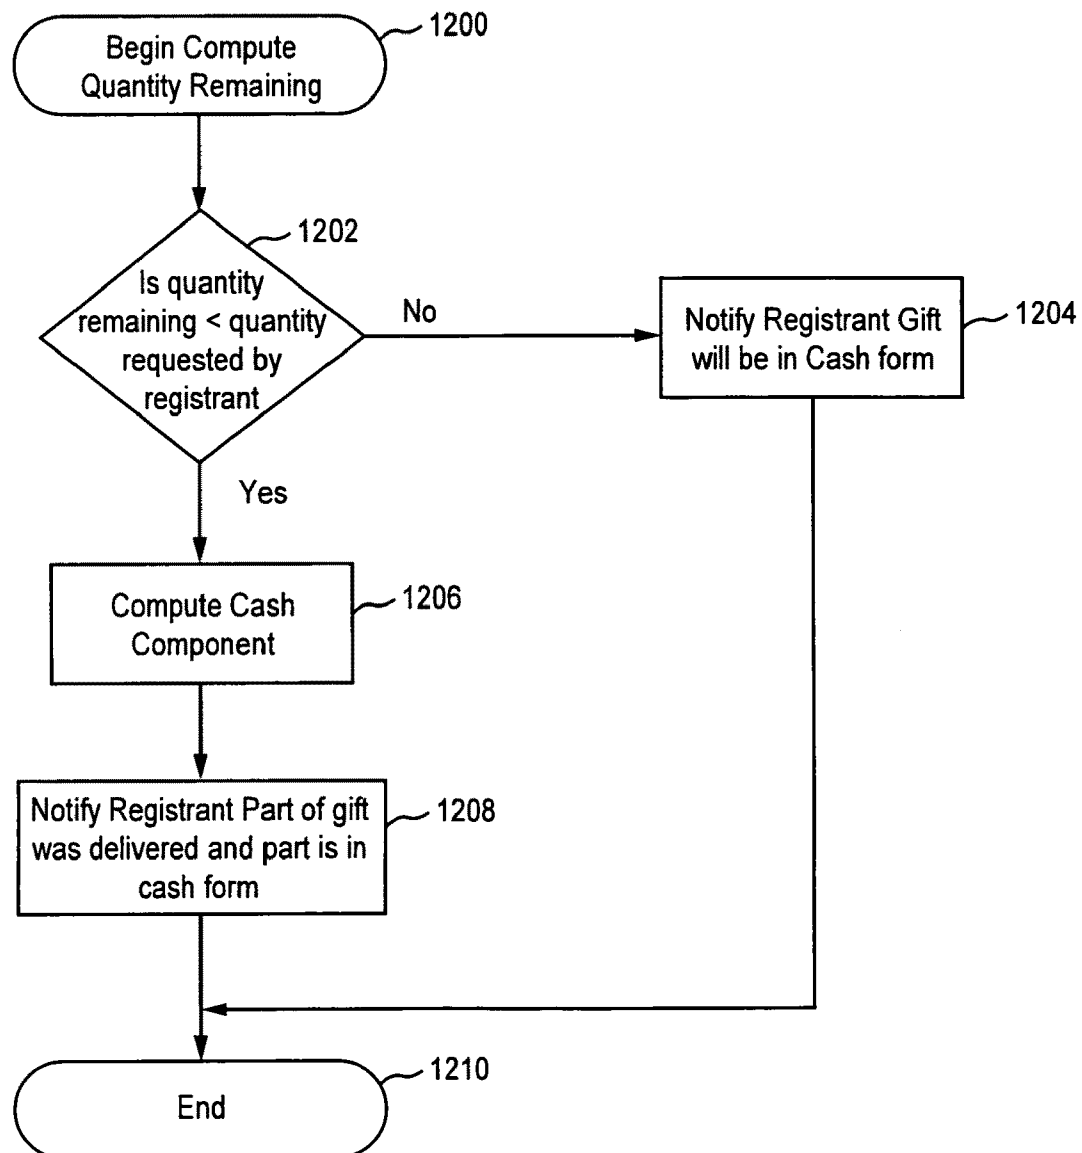 Begin Compute
Quantity Remaining
1200
1202
Is quantity
remaining < quantity
requested by
registrant
No
Notify Registrant Gift
will be in Cash form
1204
Yes
Compute Cash
Component
1206
Notify Registrant Part of gift
was delivered and part is in
cash form
1208
End
1210